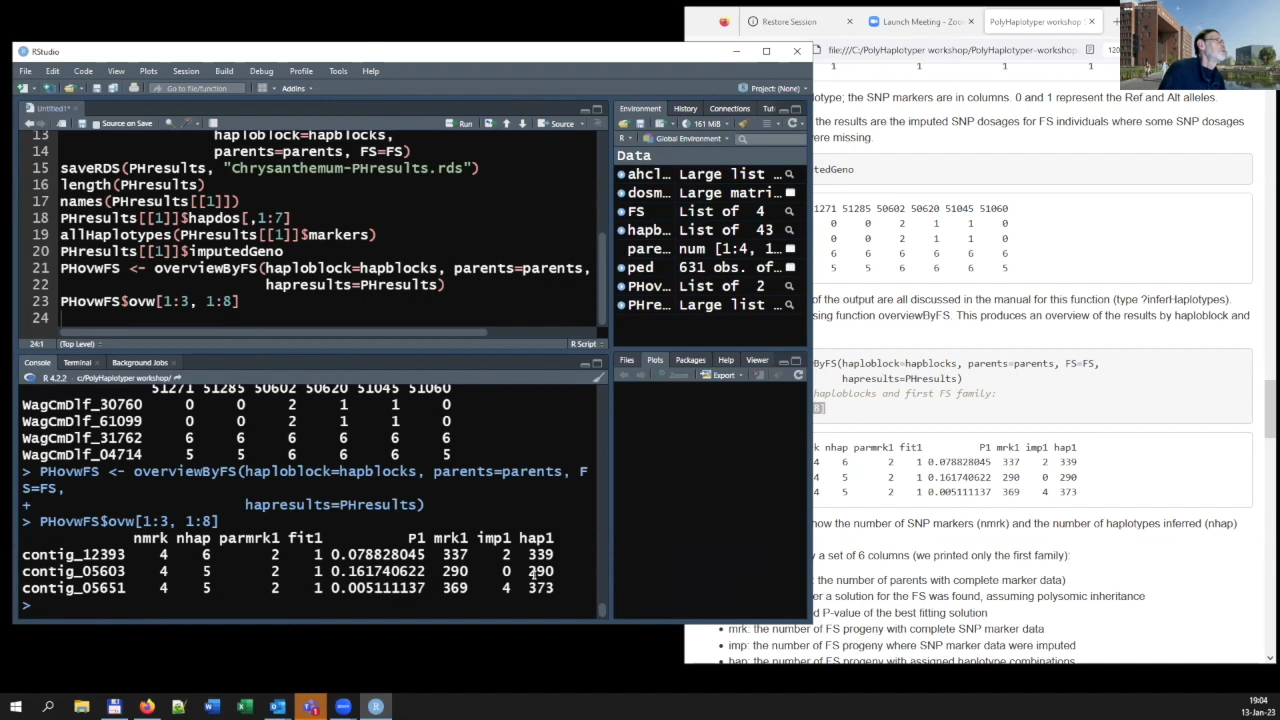 Restore Session
Launch Meeting - Zoo
PolyHaplotyper workshop
file:///C:/PolyHaplotyper workshop/PolyHaplotyper-workshop
120
RStudio
File Edit Code View Plots Session Build Debug Profile Tools Help
Go to file/function
Addins
Project: (None)
Untitled1*
Source on Save
Run
Source
13 haploblock=hapblocks,
14 parents=parents, FS=FS)
15 saveRDS(PHresults, "Chrysanthemum-PHresults.rds")
16 length(PHresults)
17 names(PHresults[[1]])
18 PHresults[[1]]$hapdos[,1:7]
19 allHaplotypes(PHresults[[1]]$markers)
20 PHresults[[1]]$imputedGeno
21 PHovwFS <- overviewByFS(haploblock=hapblocks, parents=parents,
22 hapresults=PHresults)
23 PHovwFS$ovw[1:3, 1:8]
24
24:1 (Top Level) R Script
Console Terminal Background Jobs
R 4.2.2 · c:/PolyHaplotyper workshop/
51271 51285 50602 50620 51045 51060
WagCmDlf_30760 0 0 2 1 1 0
WagCmDlf_61099 0 0 2 1 1 0
WagCmDlf_31762 6 6 6 6 6 6
WagCmDlf_04714 5 5 6 6 6 5
> PHovwFS <- overviewByFS(haploblock=hapblocks, parents=parents, F
S=FS,
+ hapresults=PHresults)
> PHovwFS$ovw[1:3, 1:8]
nmrk nhap parmrk1 fit1 P1 mrk1 imp1 hap1
contig_12393 4 6 2 1 0.078828045 337 2 339
contig_05603 4 5 2 1 0.161740622 290 0 290
contig_05651 4 5 2 1 0.005111137 369 4 373
>
Environment History Connections Tut
161 MiB
R Global Environment
Data
ahcl… Large list …
dosm… Large matri…
FS List of 4
hapb… List of 43
pare… num [1:4, 1…
ped 631 obs. of…
PHov… List of 2
PHre… Large list …
Files Plots Packages Help Viewer
Zoom Export
1 1 1 1
otype; the SNP markers are in columns. 0 and 1 represent the Ref and Alt alleles.
the results are the imputed SNP dosages for FS individuals where some SNP dosages
were missing.
tedGeno
51271 51285 50602 50620 51045 51060
0 0 2 1 1 0
0 0 2 1 1 0
6 6 6 6 6 6
5 5 6 6 6 5
of the output are all discussed in the manual for this function (type ?inferHaplotypes).
sing function overviewByFS. This produces an overview of the results by haploblock and
ByFS(haploblock=hapblocks, parents=parents, FS=FS,
hapresults=PHresults)
haploblocks and first FS family:
8]
rk nhap parmrk1 fit1 P1 mrk1 imp1 hap1
4 6 2 1 0.078828045 337 2 339
4 5 2 1 0.161740622 290 0 290
4 5 2 1 0.005111137 369 4 373
how the number of SNP markers (nmrk) and the number of haplotypes inferred (nhap)
y a set of 6 columns (we printed only the first family):
: the number of parents with complete marker data)
er a solution for the FS was found, assuming polysomic inheritance
d P-value of the best fitting solution
• mrk: the number of FS progeny with complete SNP marker data
• imp: the number of FS progeny where SNP marker data were imputed
• hap: the number of FS progeny with assigned haplotype combinations
19:04
13-Jan-23